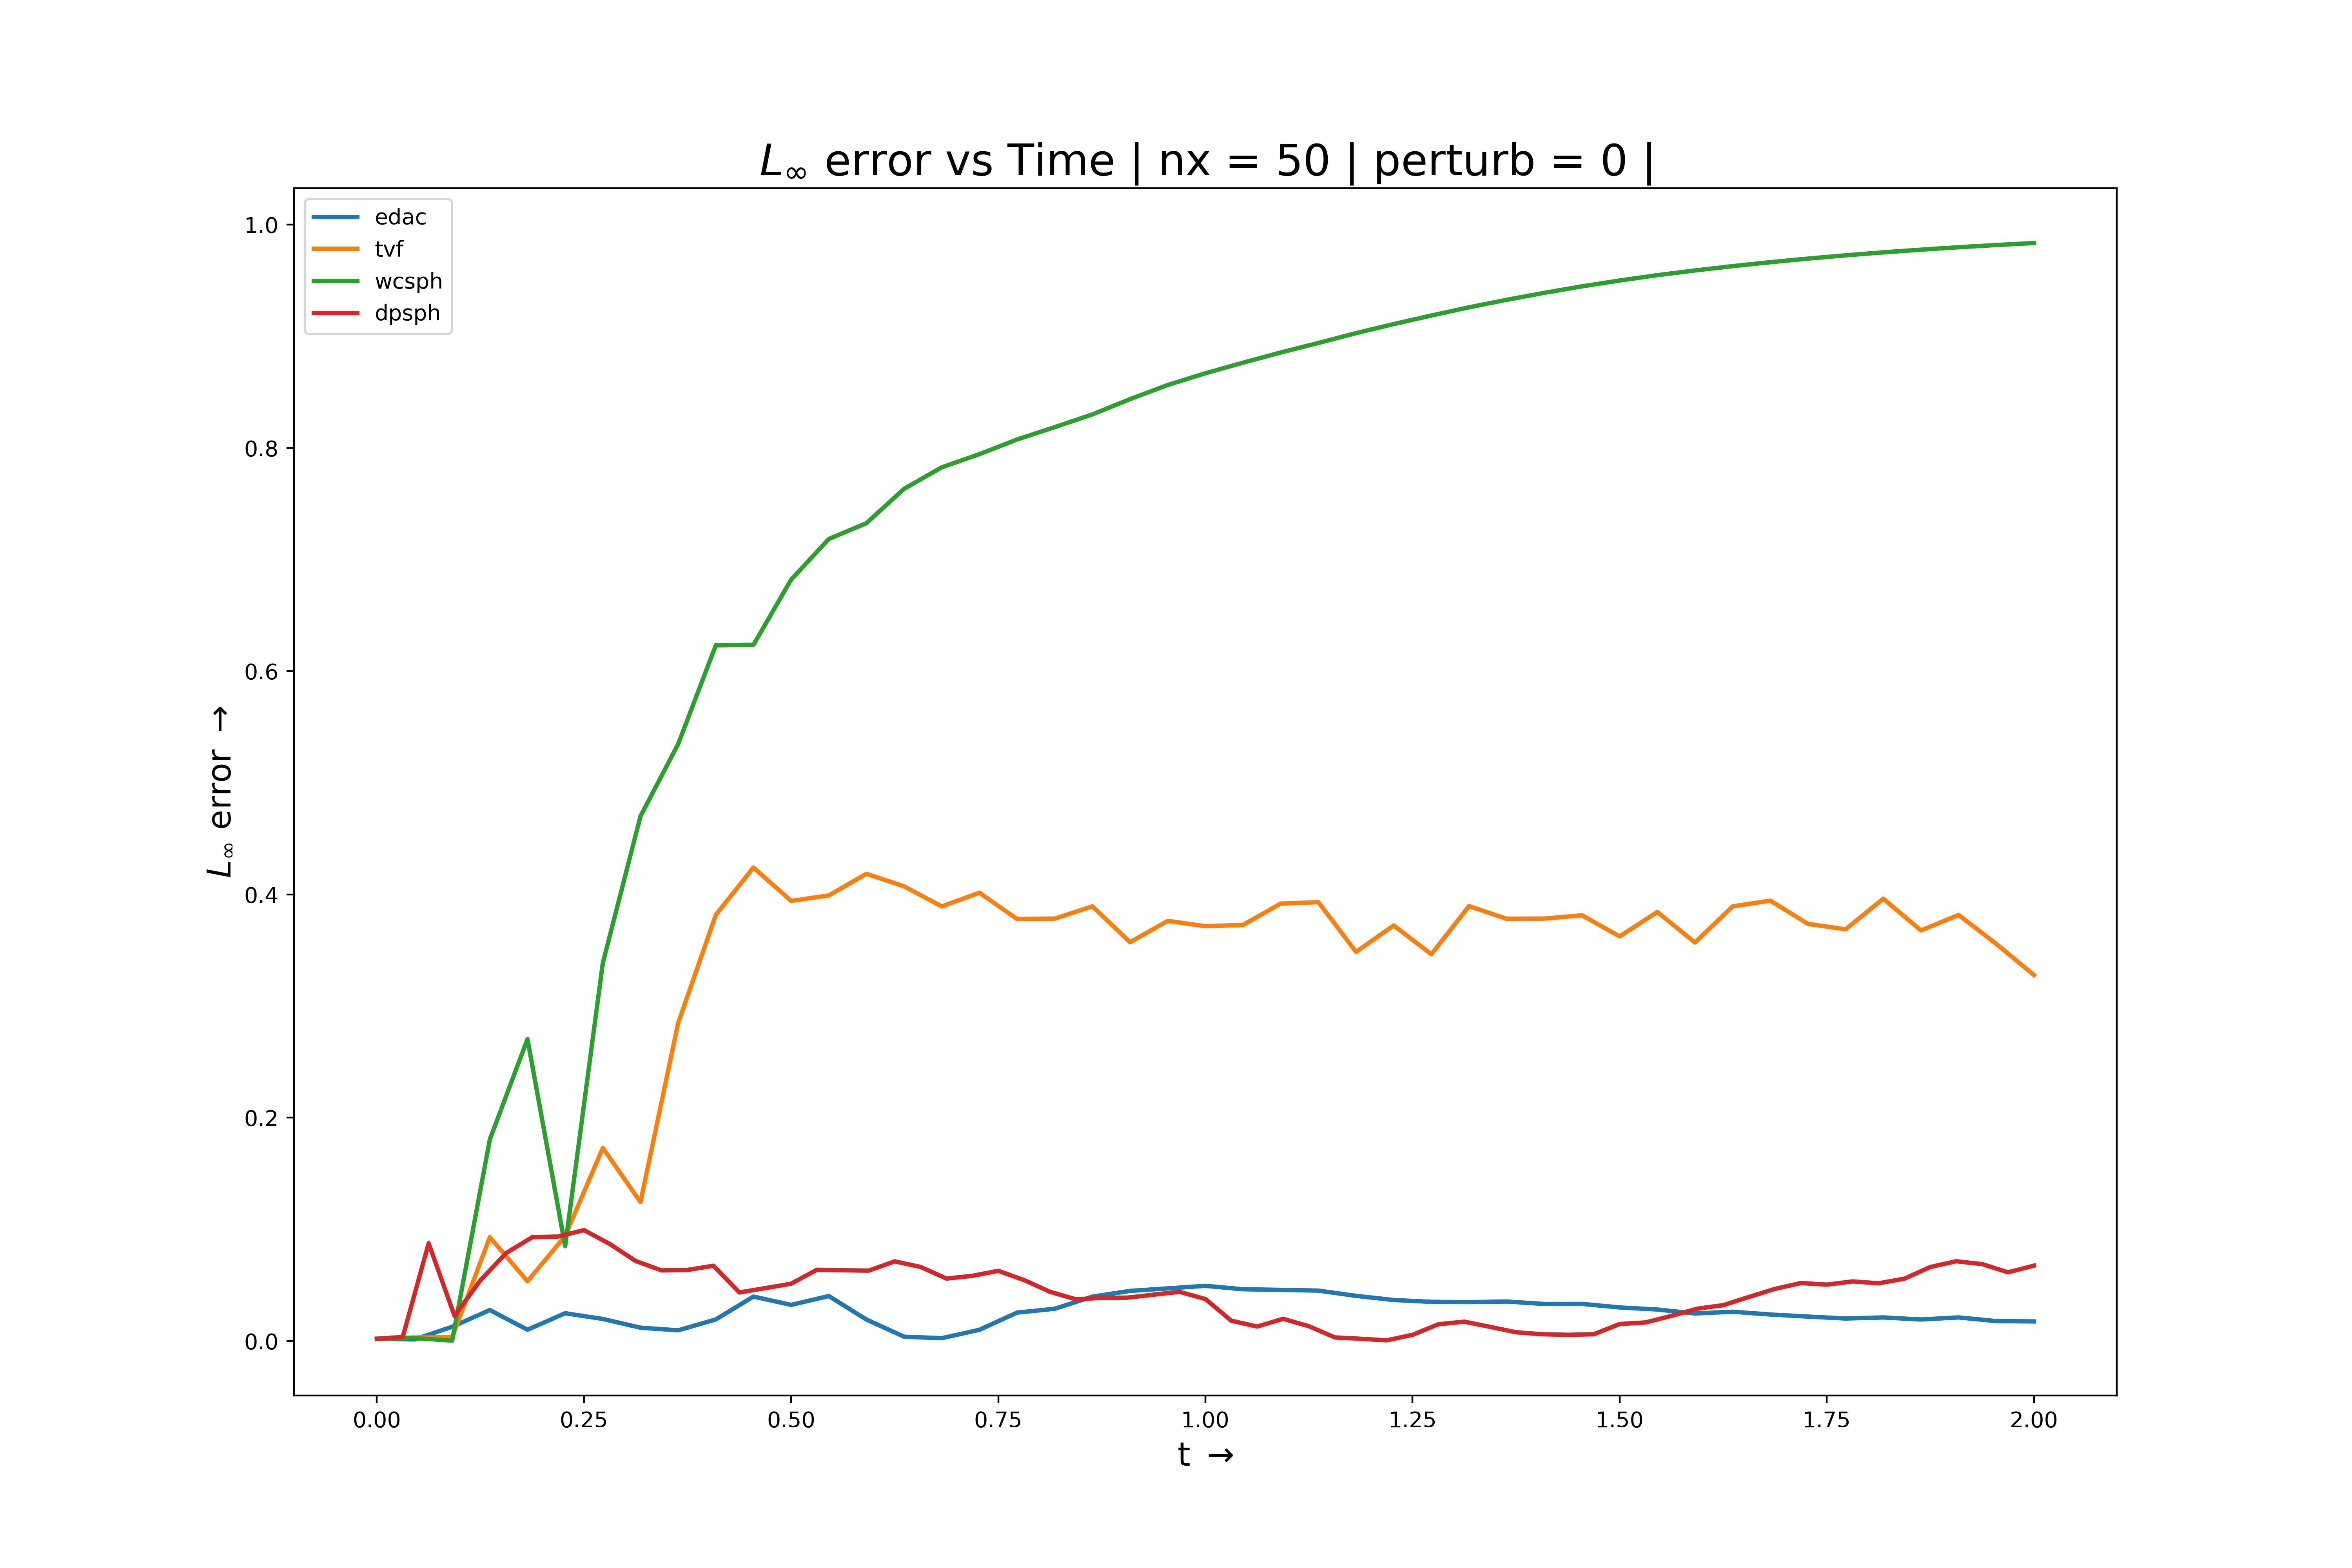 L∞ error vs Time | nx = 50 | perturb = 0 |
edac
tvf
wcsph
dpsph
1.0
0.8
0.6
0.4
0.2
0.0
L∞ error →
0.00 0.25 0.50 0.75 1.00 1.25 1.50 1.75 2.00
t →